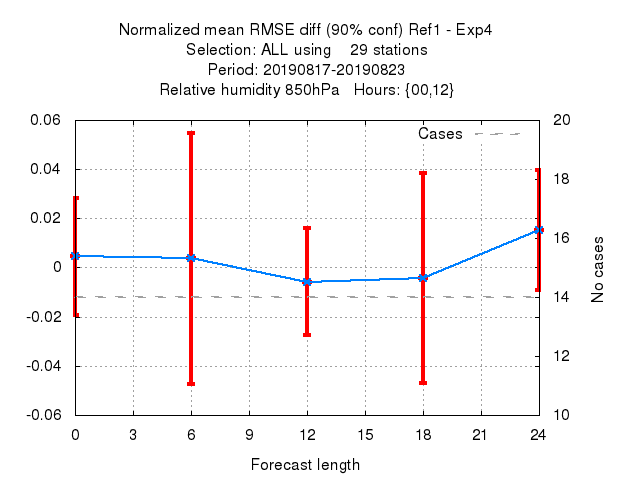 Normalized mean RMSE diff (90% conf) Ref1 - Exp4
Selection: ALL using    29 stations
Period: 20190817-20190823
Relative humidity 850hPa   Hours: {00,12}
Cases
0.06
0.04
0.02
0
-0.02
-0.04
-0.06
20
18
16
14
12
10
No cases
0 3 6 9 12 15 18 21 24
Forecast length